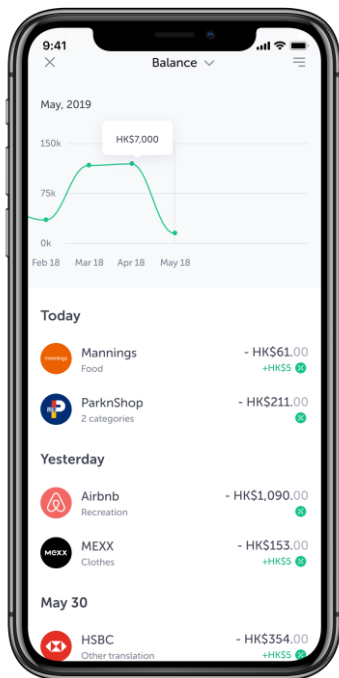 9:41
Balance
May, 2019
HK$7,000
150k
75k
0k
Feb 18 Mar 18 Apr 18 May 18
Today
mannings
Mannings - HK$61.00
Food +HK$5
ParknShop - HK$211.00
2 categories
Yesterday
Airbnb - HK$1,090.00
Recreation
mexx
MEXX - HK$153.00
Clothes +HK$5
May 30
HSBC - HK$354.00
Other translation +HK$5